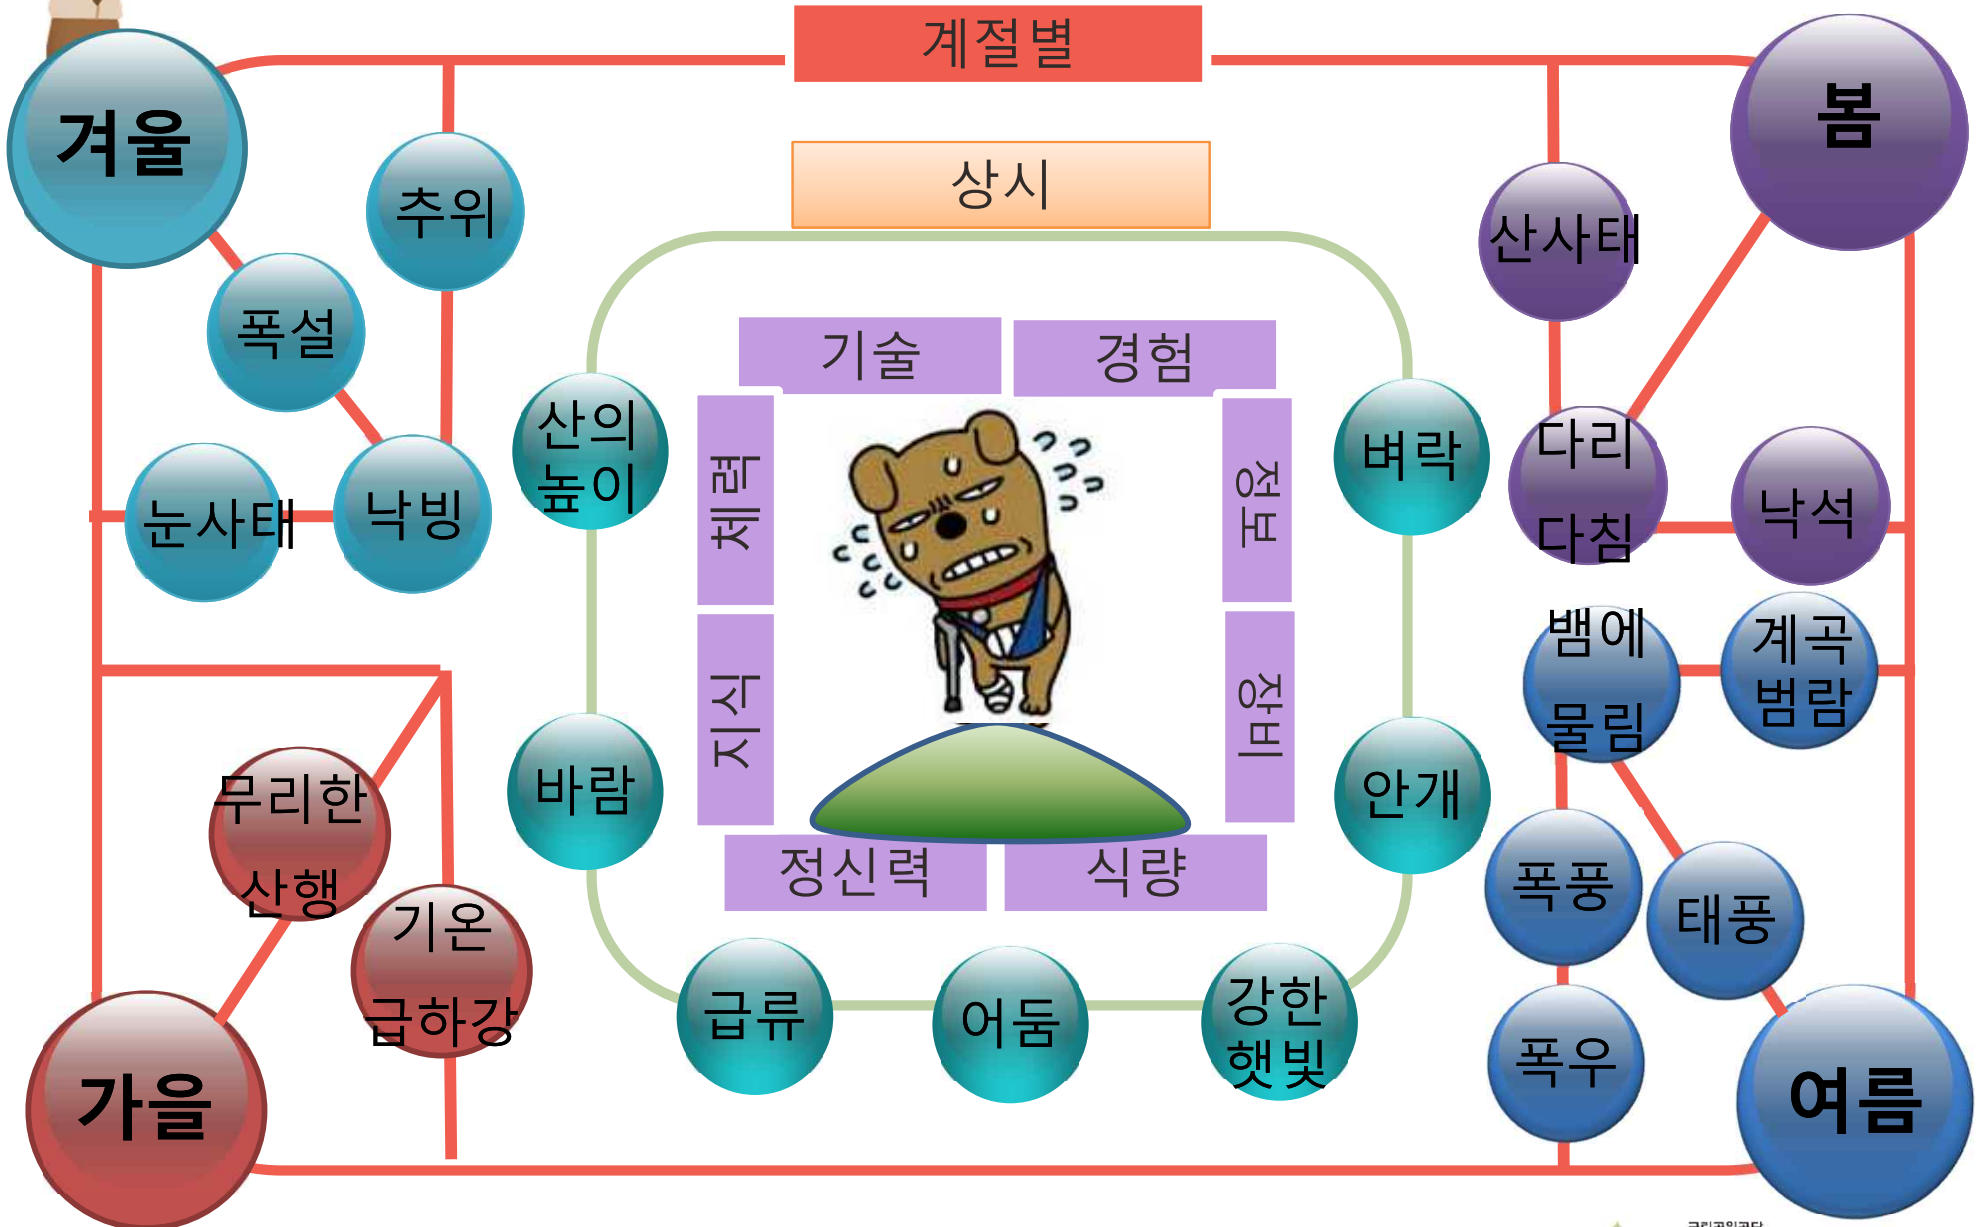 계절별
상시
겨울
추위
폭설
눈사태
낙빙
봄
산사태
다리
다침
낙석
기술
경험
체력
정보
지식
장비
정신력
식량
산의
높이
벼락
바람
안개
급류
어둠
강한
햇빛
뱀에
물림
계곡
범람
폭풍
태풍
폭우
여름
무리한
산행
기온
급하강
가을